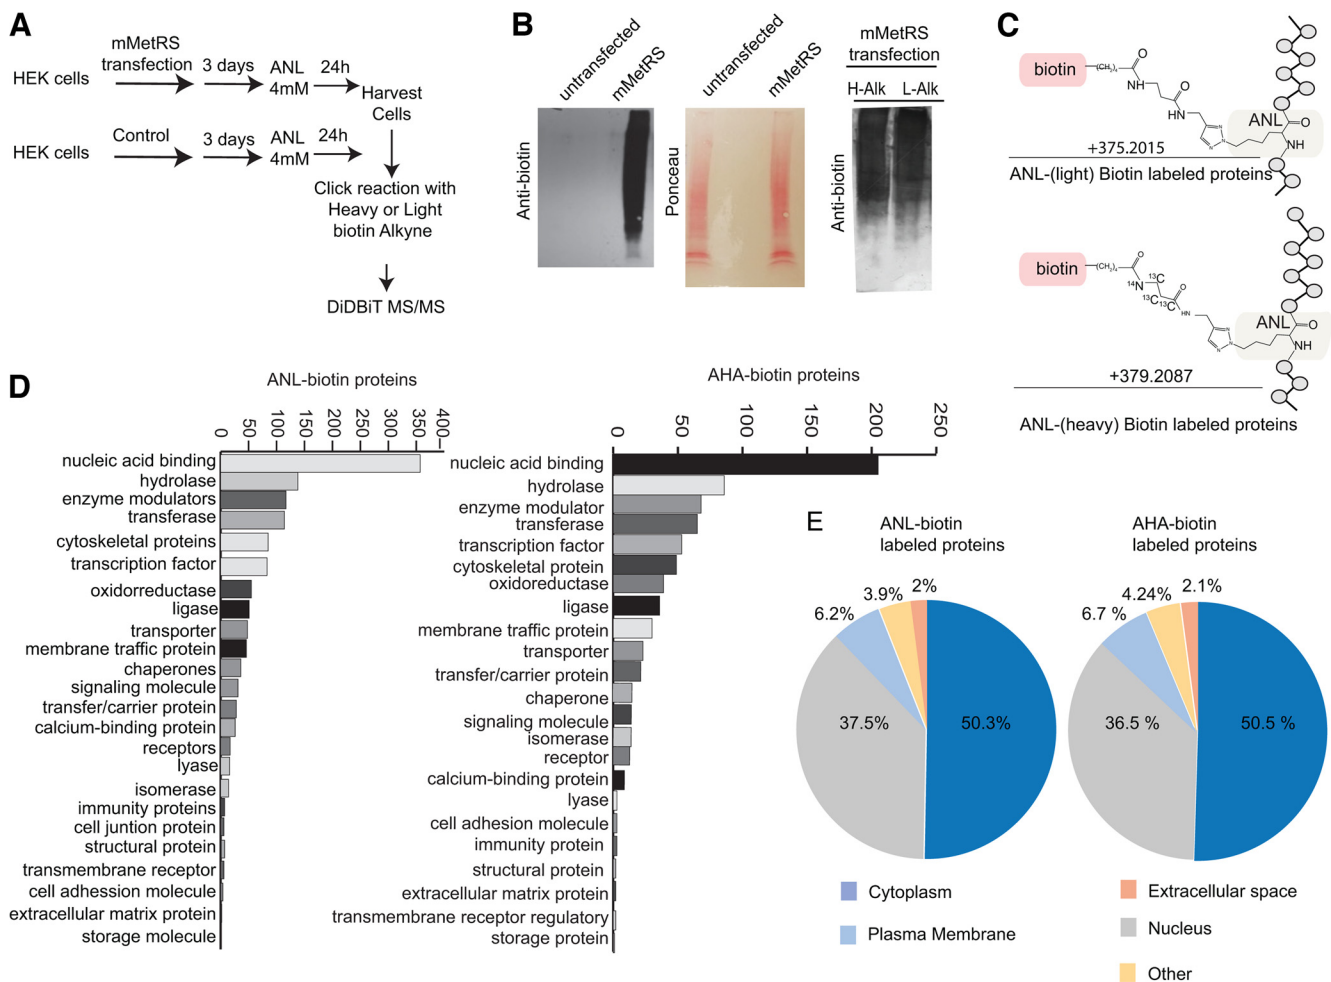 A
mMetRS
transfection
HEK cells
3 days
ANL
4mM
24h
Harvest
Cells
Control
HEK cells
3 days
ANL
4mM
24h
Click reaction with
Heavy or Light
biotin Alkyne
DiDBiT MS/MS
B
untransfected
mMetRS
Anti-biotin
untransfected
mMetRS
Ponceau
mMetRS
transfection
H-Alk L-Alk
Anti-biotin
C
biotin
(CH2)4
O
NH
O
HN
N
N
N
ANL
O
NH
+375.2015
ANL-(light) Biotin labeled proteins
biotin
(CH2)4
O
14N
13C
13C
13C
O
HN
N
N
N
ANL
O
NH
+379.2087
ANL-(heavy) Biotin labeled proteins
D
ANL-biotin proteins
0 50 100 150 200 250 300 350 400
nucleic acid binding
hydrolase
enzyme modulators
transferase
cytoskeletal proteins
transcription factor
oxidorreductase
ligase
transporter
membrane traffic protein
chaperones
signaling molecule
transfer/carrier protein
calcium-binding protein
receptors
lyase
isomerase
immunity proteins
cell juntion protein
structural protein
transmembrane receptor
cell adhession molecule
extracellular matrix protein
storage molecule
AHA-biotin proteins
0 50 100 150 200 250
nucleic acid binding
hydrolase
enzyme modulator
transferase
transcription factor
cytoskeletal protein
oxidoreductase
ligase
membrane traffic protein
transporter
transfer/carrier protein
chaperone
signaling molecule
isomerase
receptor
calcium-binding protein
lyase
cell adhesion molecule
immunity protein
structural protein
extracellular matrix protein
transmembrane receptor regulatory
storage protein
E
ANL-biotin
labeled proteins
2%
3.9%
6.2%
37.5%
50.3%
AHA-biotin
labeled proteins
2.1%
4.24%
6.7 %
36.5 %
50.5 %
Cytoplasm
Plasma Membrane
Extracellular space
Nucleus
Other